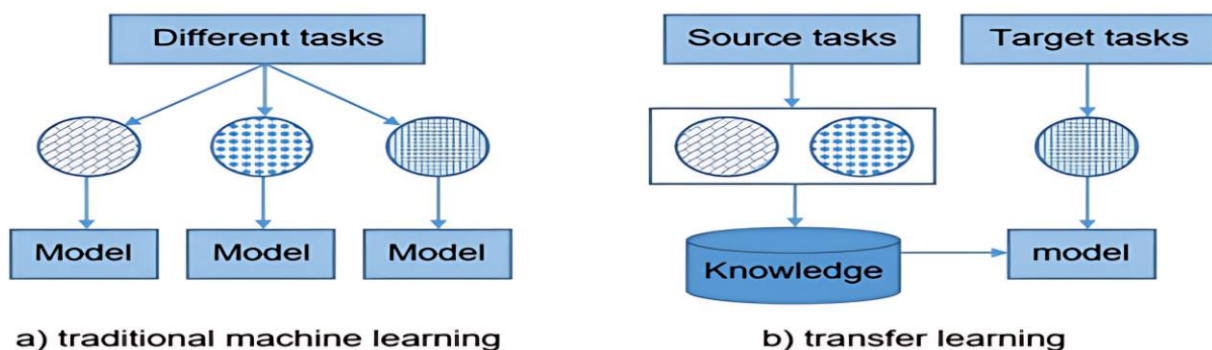 Different tasks
Source tasks
Target tasks
Model
Model
Model
Knowledge
model
a) traditional machine learning
b) transfer learning